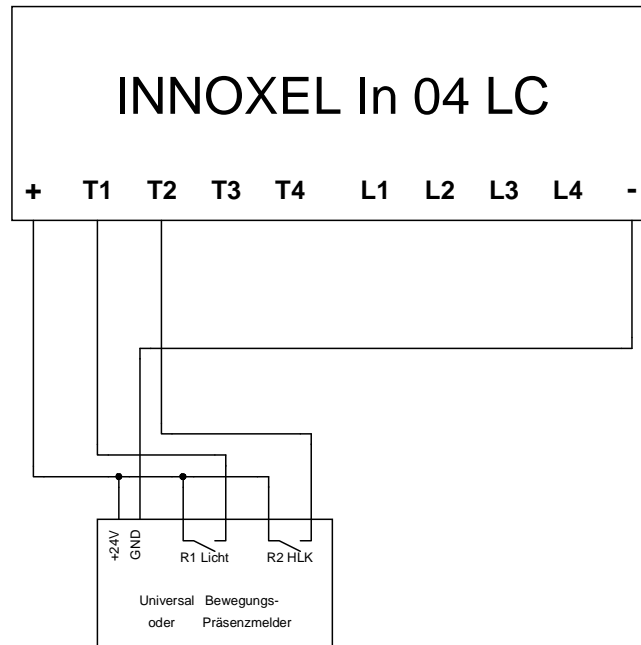 INNOXEL In 04 LC
+ T1 T2 T3 T4 L1 L2 L3 L4 -
+24V
GND
R1 Licht R2 HLK
Universal Bewegungs-
oder Präsenzmelder